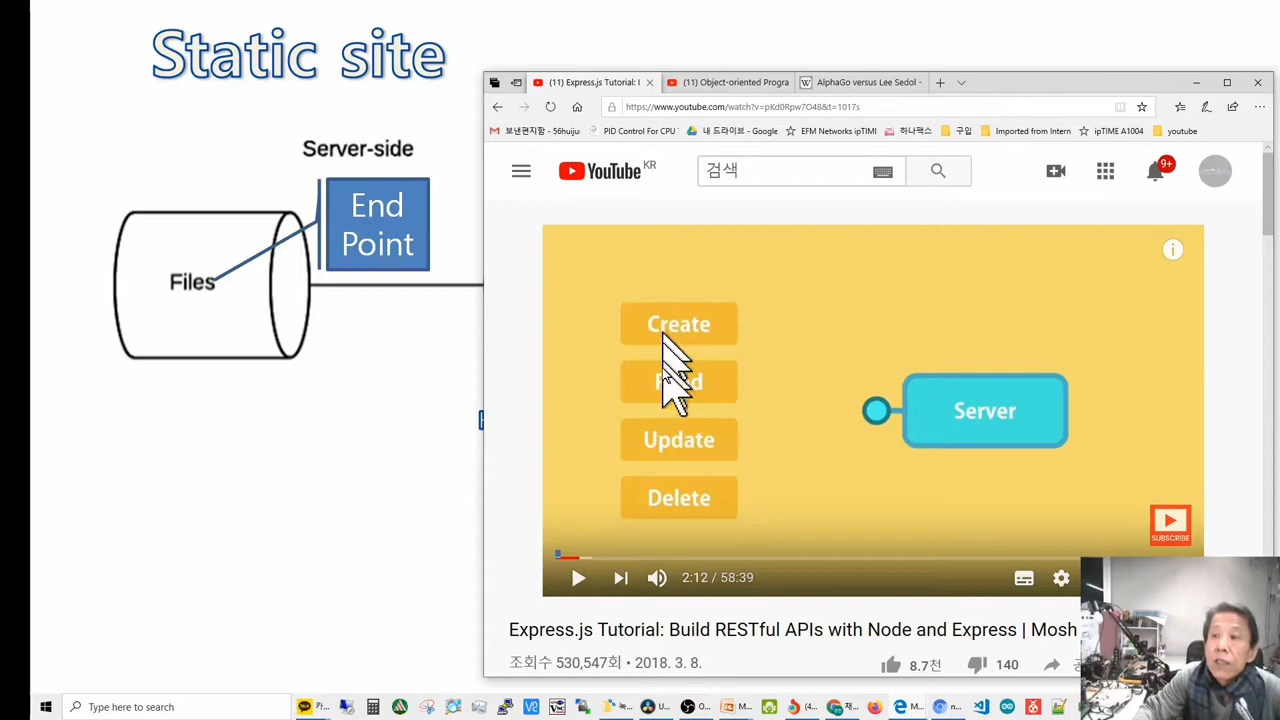 Static site
Server-side
End
Point
Files
(11) Express.js Tutorial: I
(11) Object-oriented Progra
AlphaGo versus Lee Sedol -
https://www.youtube.com/watch?v=pKd0Rpw7O48&t=1017s
보낸편지함 - 56huiju
PID Control For CPU
내 드라이브 - Google
EFM Networks ipTIMI
하나팩스
구입
Imported from Intern
ipTIME A1004
youtube
YouTube KR
검색
9+
Create
Update
Delete
Server
SUBSCRIBE
2:12 / 58:39
Express.js Tutorial: Build RESTful APIs with Node and Express | Mosh
조회수 530,547회 • 2018. 3. 8.
8.7천
140
Type here to search